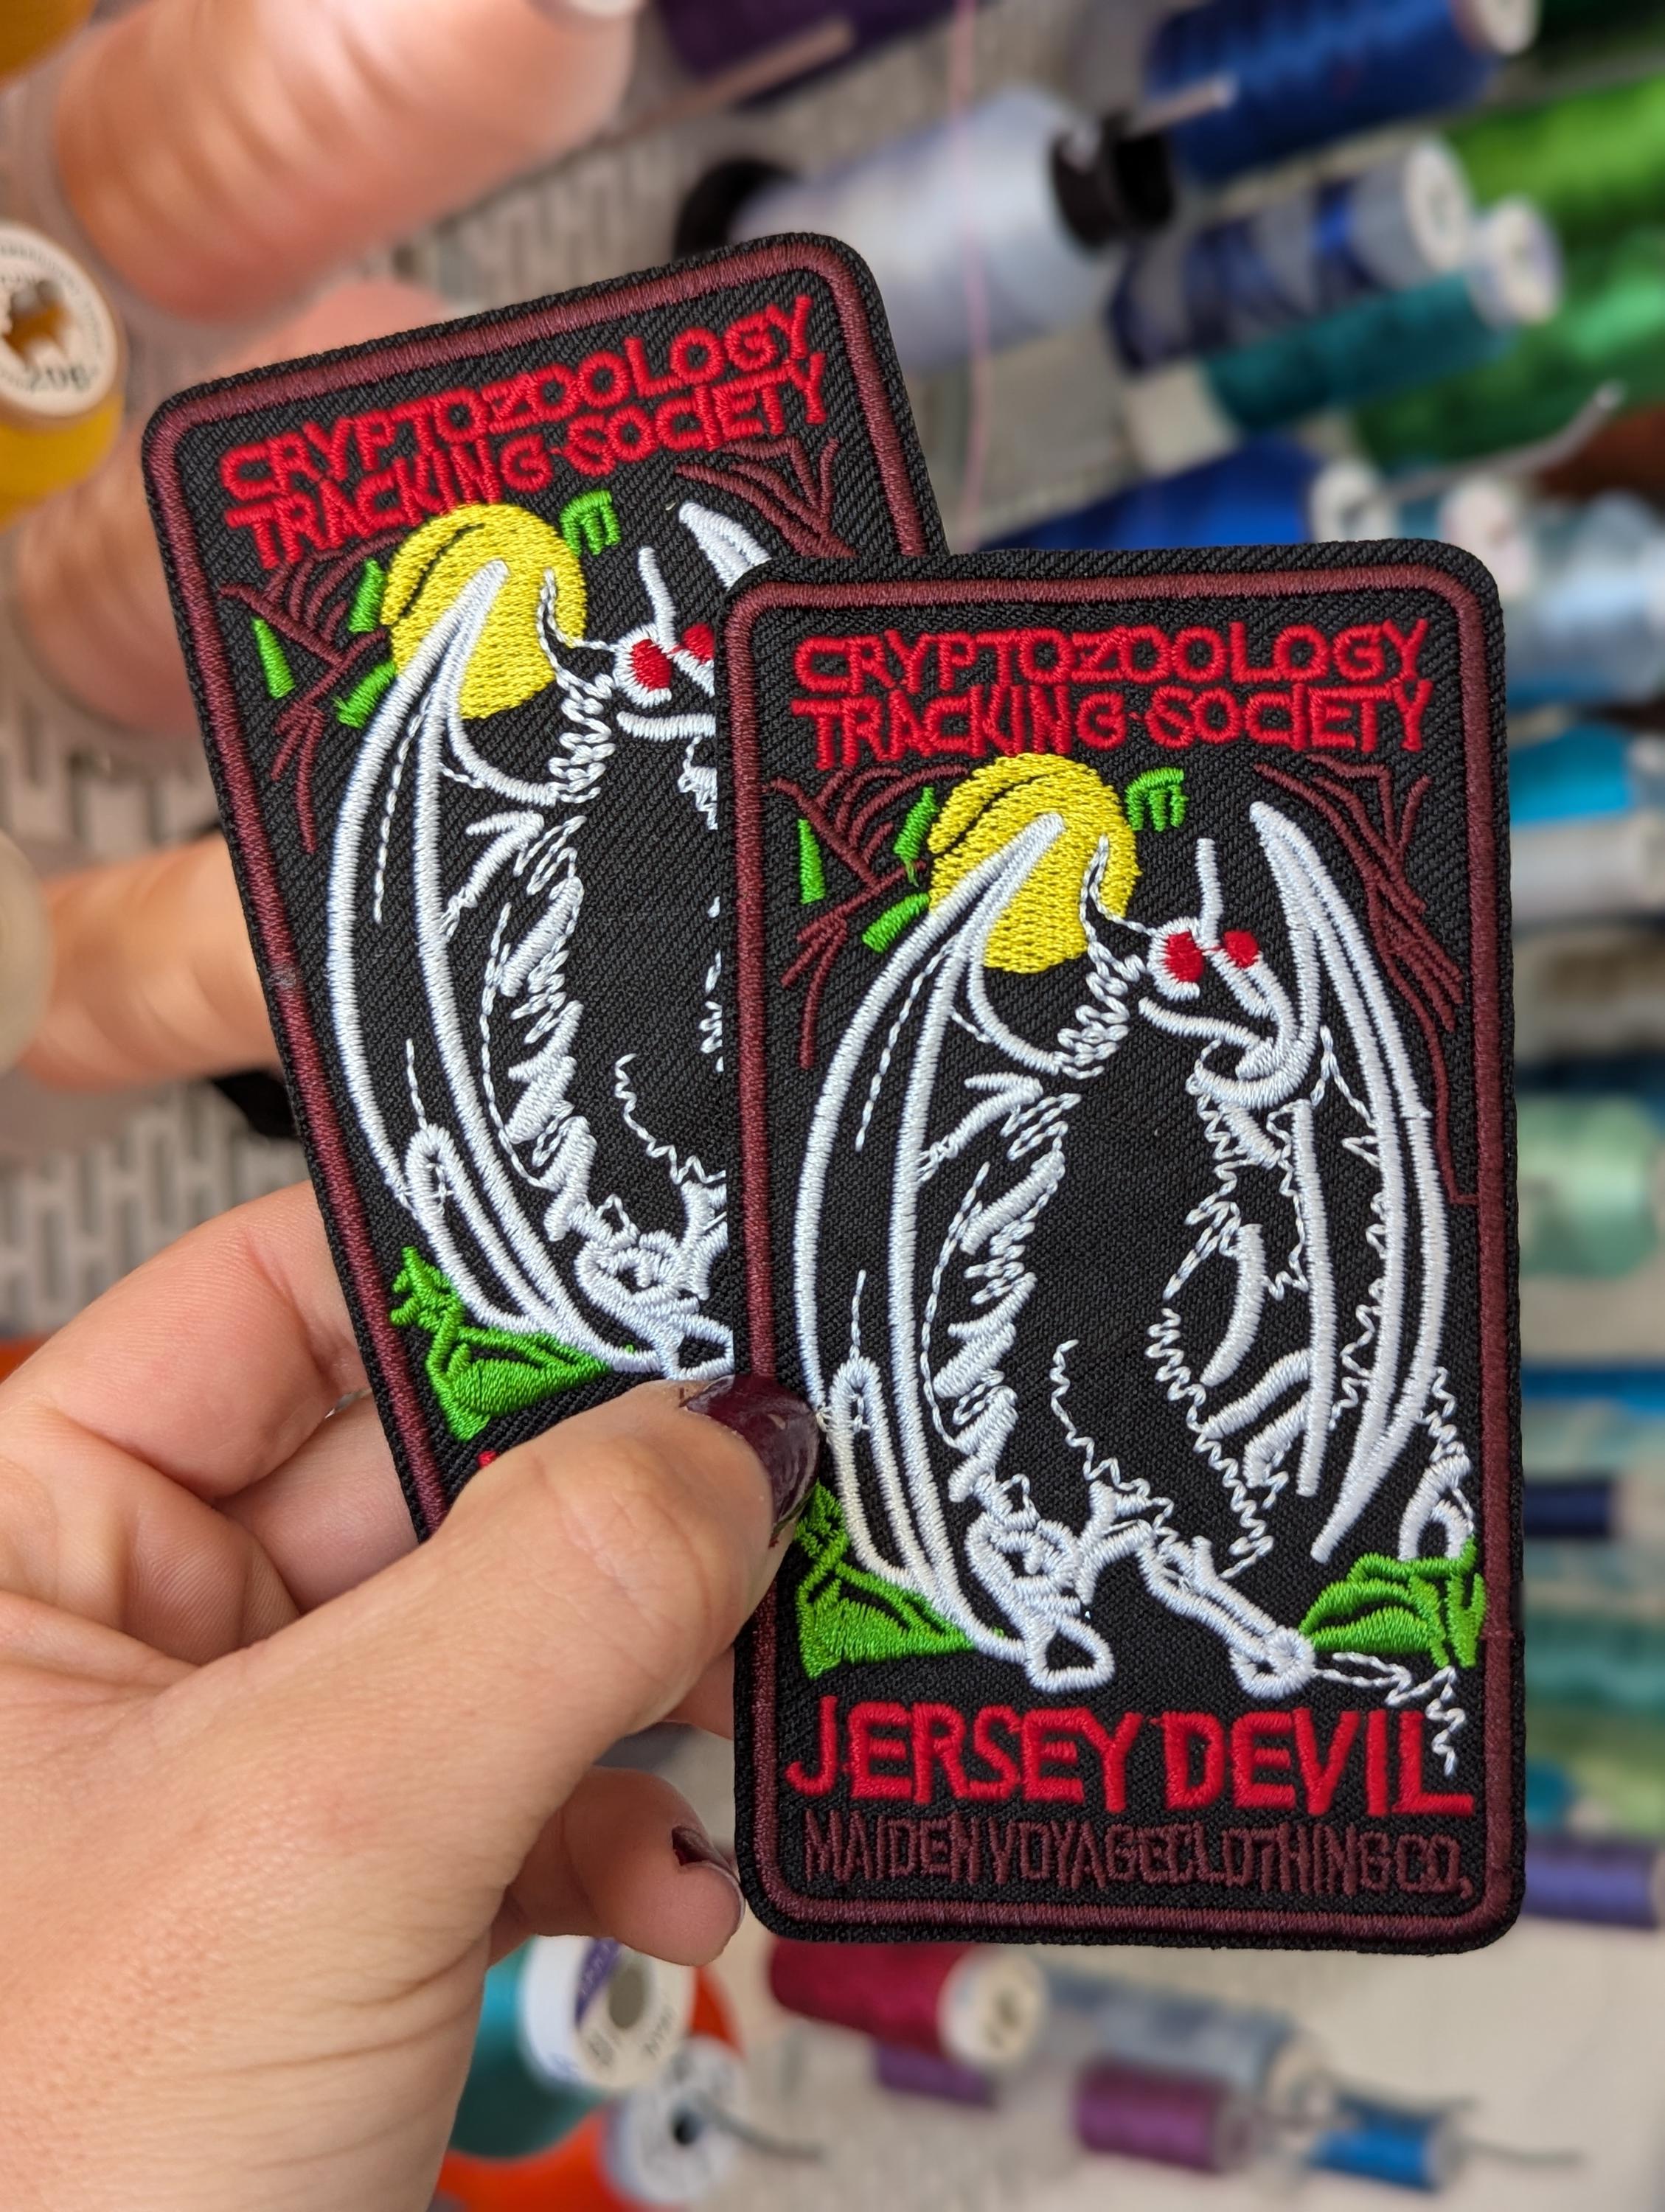 CRYPTOZOOLOGY
TRACKING SOCIETY
CRYPTOZOOLOGY
TRACKING-SOCIETY
JERSEY DEVIL
MAIDEN VOYAGE CLOTHING CO,